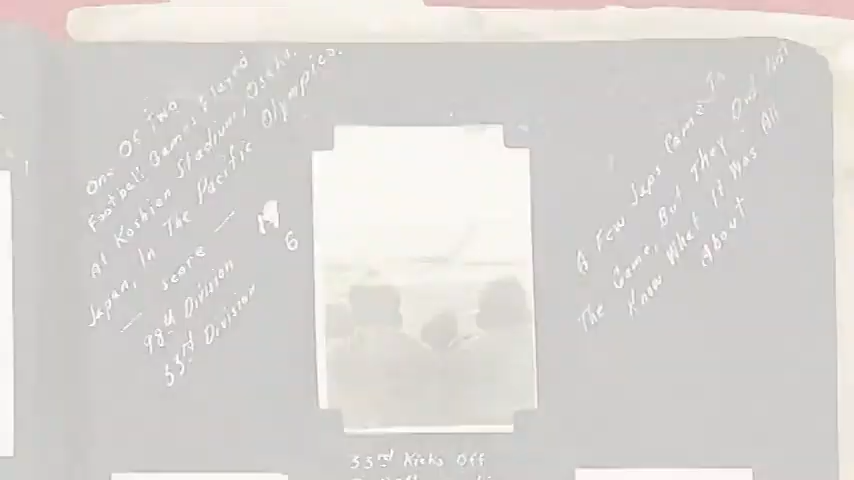 One Of Two
Football Games Played
At Koshien Stadium, Osaka,
Japan, In The Pacific Olympics.
— Score —
98th Division
33rd Division 6
A Few Japs Came In
The Game, But They Did Not
Know What It Was All
About
33rd Kicks Off